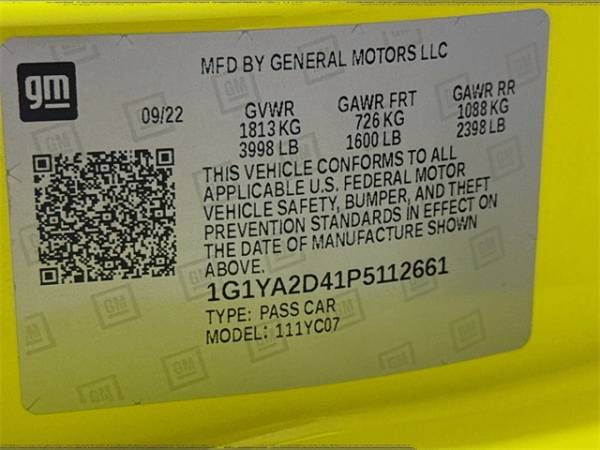 gm
MFD BY GENERAL MOTORS LLC
09/22
GVWR
1813 KG
3998 LB
GAWR FRT
726 KG
1600 LB
GAWR RR
1088 KG
2398 LB
THIS VEHICLE CONFORMS TO ALL
APPLICABLE U.S. FEDERAL MOTOR
VEHICLE SAFETY, BUMPER, AND THEFT
PREVENTION STANDARDS IN EFFECT ON
THE DATE OF MANUFACTURE SHOWN
ABOVE.
1G1YA2D41P5112661
TYPE: PASS CAR
MODEL: 111YC07